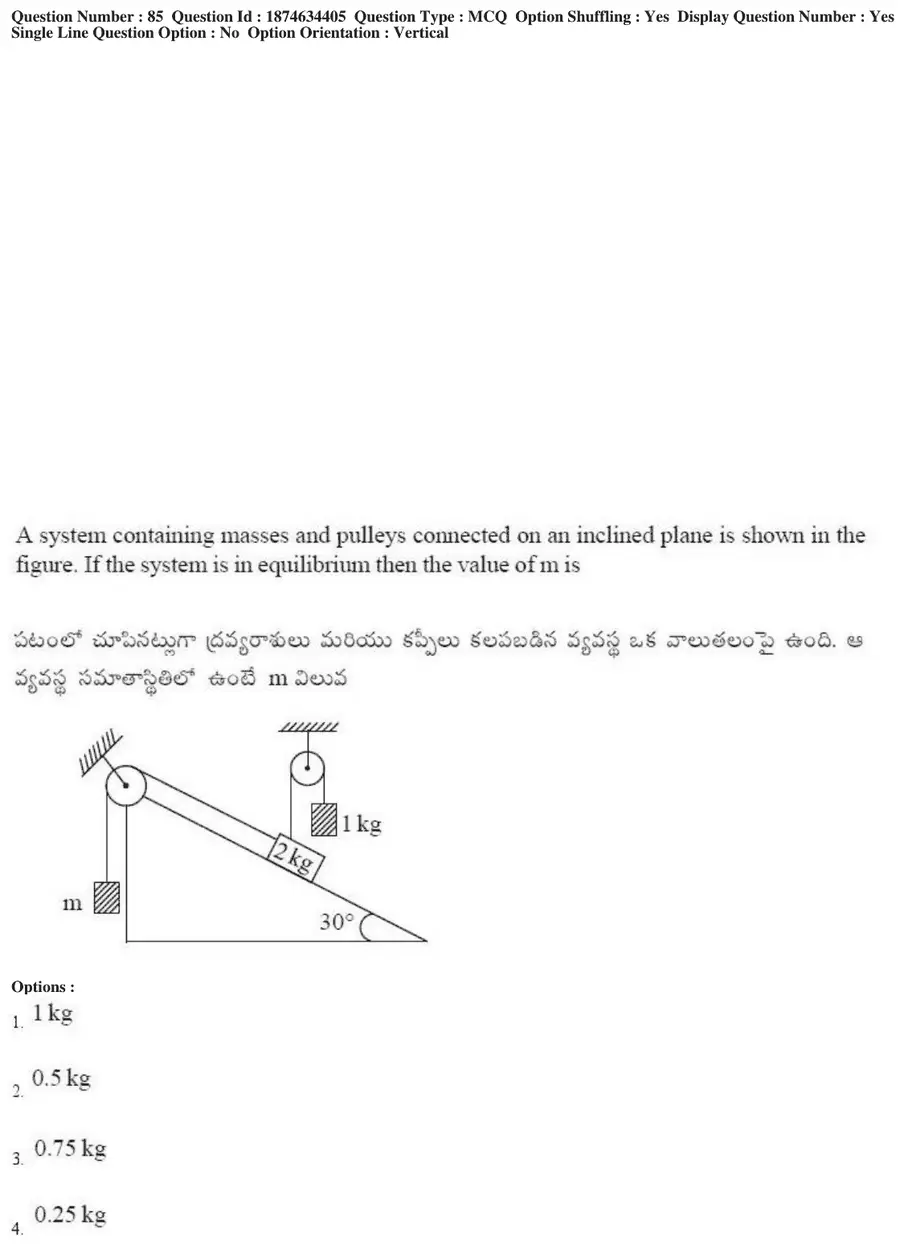 Question Number : 85 Question Id : 1874634405 Question Type : MCQ Option Shuffling : Yes Display Question Number : Yes
Single Line Question Option : No Option Orientation : Vertical
A system containing masses and pulleys connected on an inclined plane is shown in the
figure. If the system is in equilibrium then the value of m is
పటంలో చూపినట్లుగా ద్రవ్యరాశులు మరియు కప్పీలు కలపబడిన వ్యవస్థ ఒక వాలుతలంపై ఉంది. ఆ
వ్యవస్థ సమాతాస్థితిలో ఉంటే m విలువ
1 kg
2 kg
m
30°
Options :
1. 1 kg
2. 0.5 kg
3. 0.75 kg
4. 0.25 kg